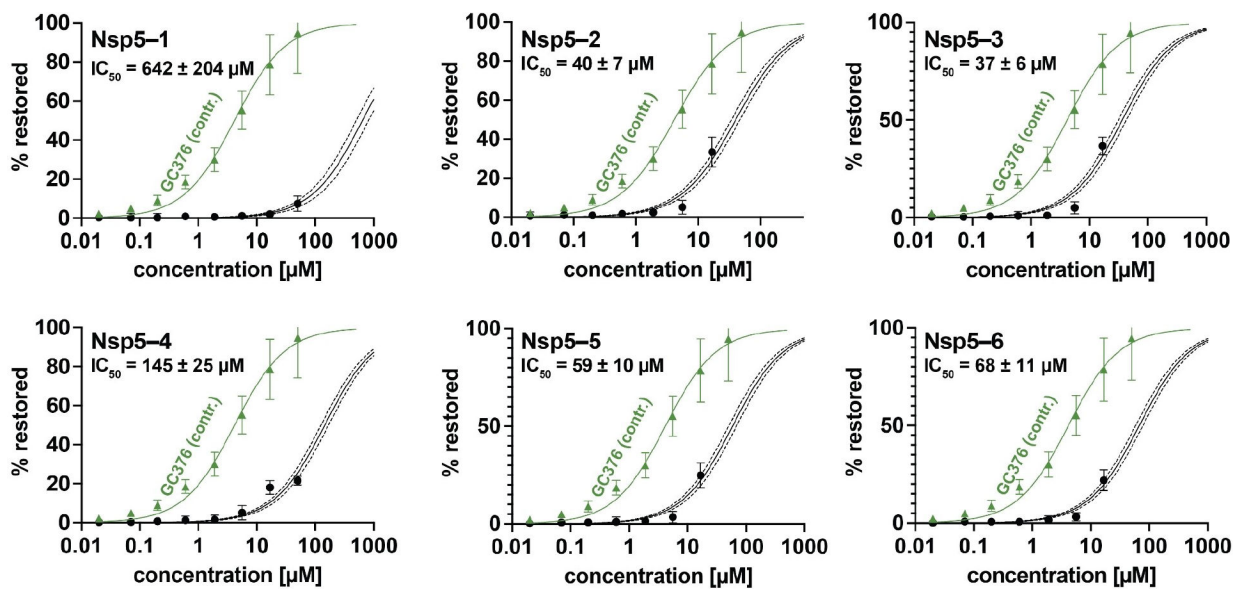 Nsp5–1
IC50 = 642 ± 204 µM
GC376 (contr.)
% restored
100
80
60
40
20
0
0.01 0.1 1 10 100 1000
concentration [µM]
Nsp5–2
IC50 = 40 ± 7 µM
GC376 (contr.)
% restored
100
80
60
40
20
0
0.01 0.1 1 10 100
concentration [µM]
Nsp5–3
IC50 = 37 ± 6 µM
GC376 (contr.)
% restored
100
50
0
0.01 0.1 1 10 100 1000
concentration [µM]
Nsp5–4
IC50 = 145 ± 25 µM
GC376 (contr.)
% restored
100
80
60
40
20
0
0.01 0.1 1 10 100 1000
concentration [µM]
Nsp5–5
IC50 = 59 ± 10 µM
GC376 (contr.)
% restored
100
50
0
0.01 0.1 1 10 100 1000
concentration [µM]
Nsp5–6
IC50 = 68 ± 11 µM
GC376 (contr.)
% restored
100
50
0
0.01 0.1 1 10 100 1000
concentration [µM]